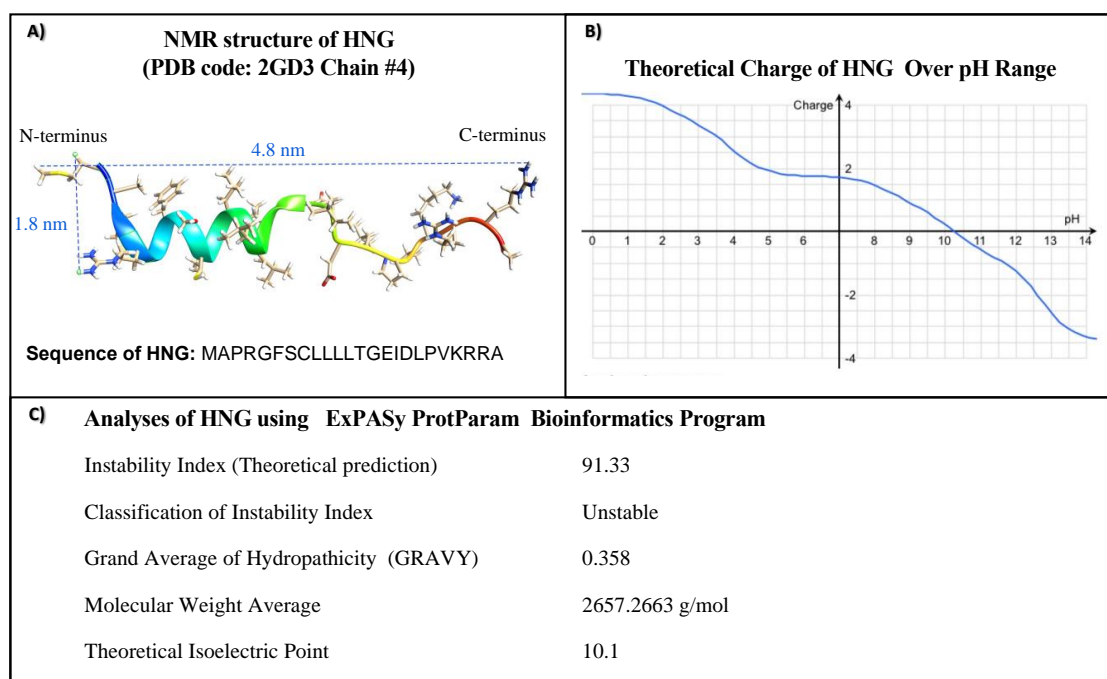 A)
NMR structure of HNG
(PDB code: 2GD3 Chain #4)
N-terminus
C-terminus
4.8 nm
1.8 nm
Sequence of HNG: MAPRGFSCLLLLTGEIDLPVKRRA
B)
Theoretical Charge of HNG Over pH Range
Charge
4
2
pH
0 1 2 3 4 5 6 8 9 10 11 12 13 14
-2
-4
C) Analyses of HNG using ExPASy ProtParam Bioinformatics Program
Instability Index (Theoretical prediction) 91.33
Classification of Instability Index Unstable
Grand Average of Hydropathicity (GRAVY) 0.358
Molecular Weight Average 2657.2663 g/mol
Theoretical Isoelectric Point 10.1